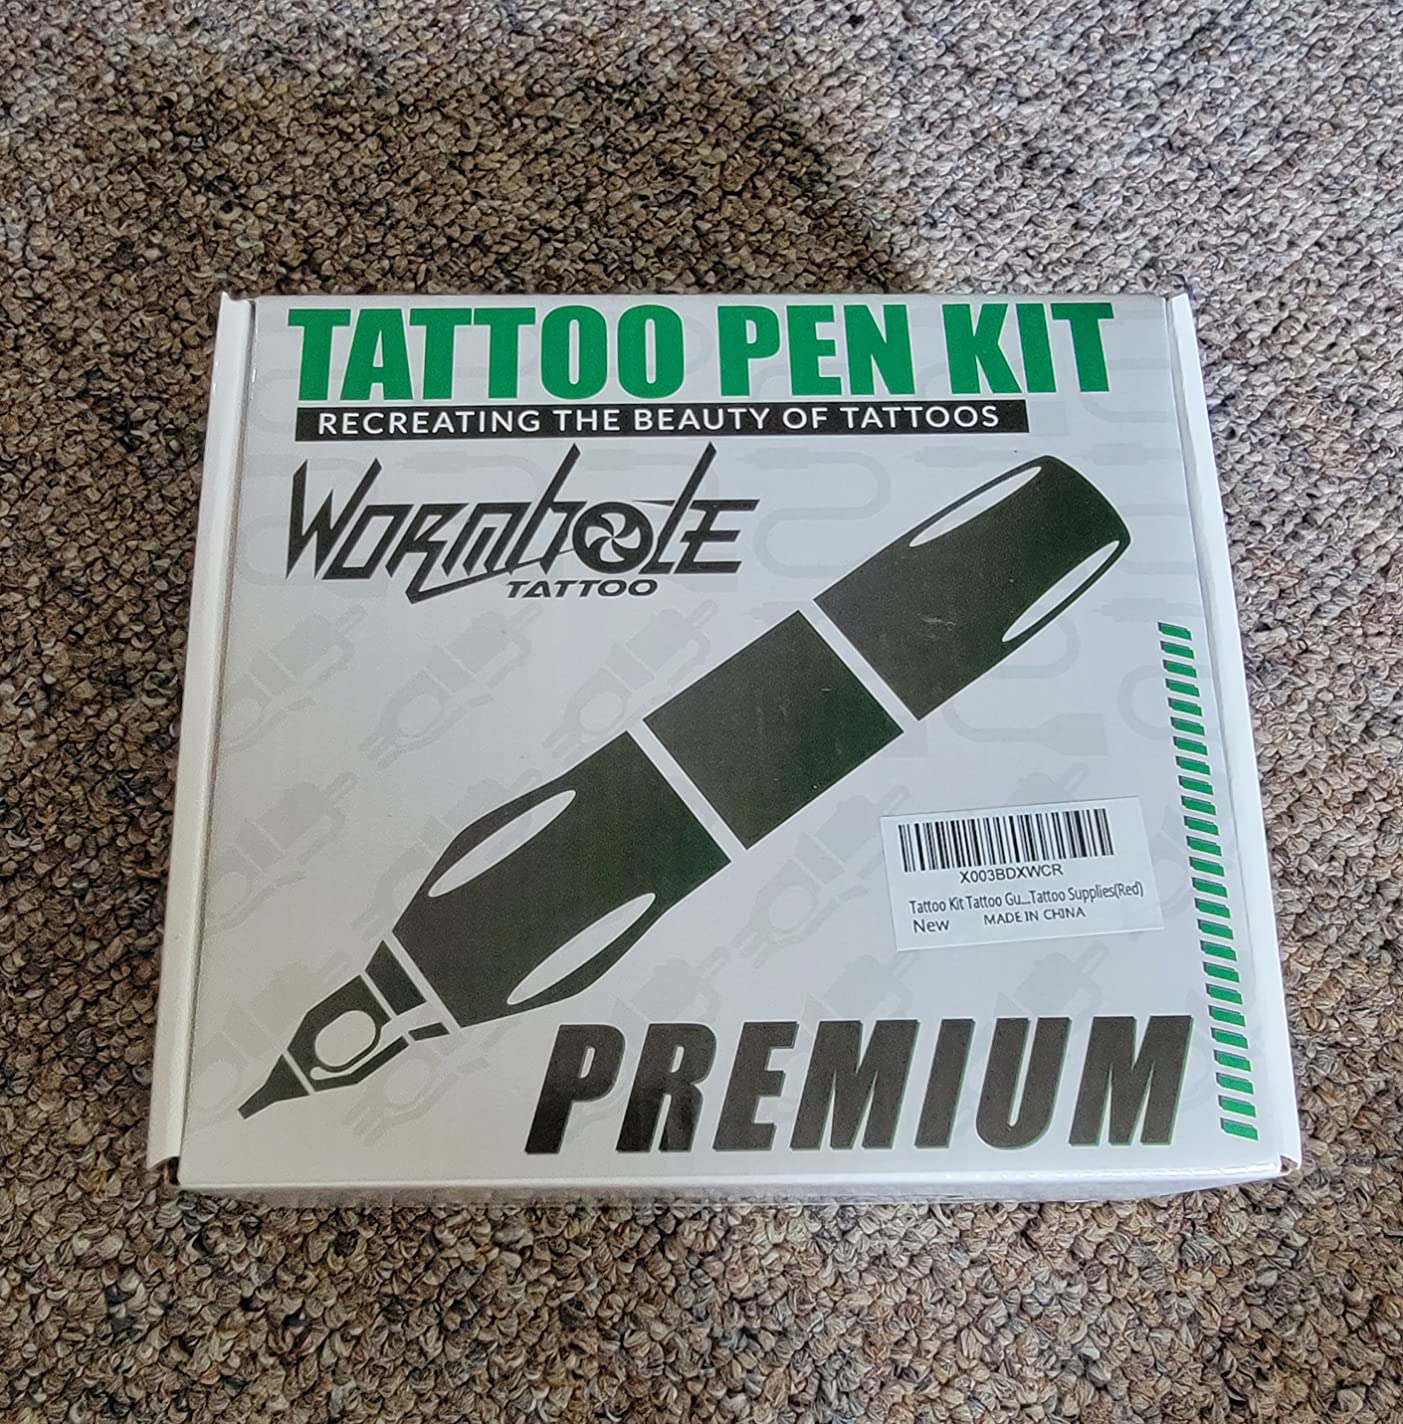 TATTOO PEN KIT
RECREATING THE BEAUTY OF TATTOOS
WORMhOLE
TATTOO
X003BDXWCR
Tattoo Kit Tattoo Gu...Tattoo Supplies(Red)
New MADE IN CHINA
PREMIUM